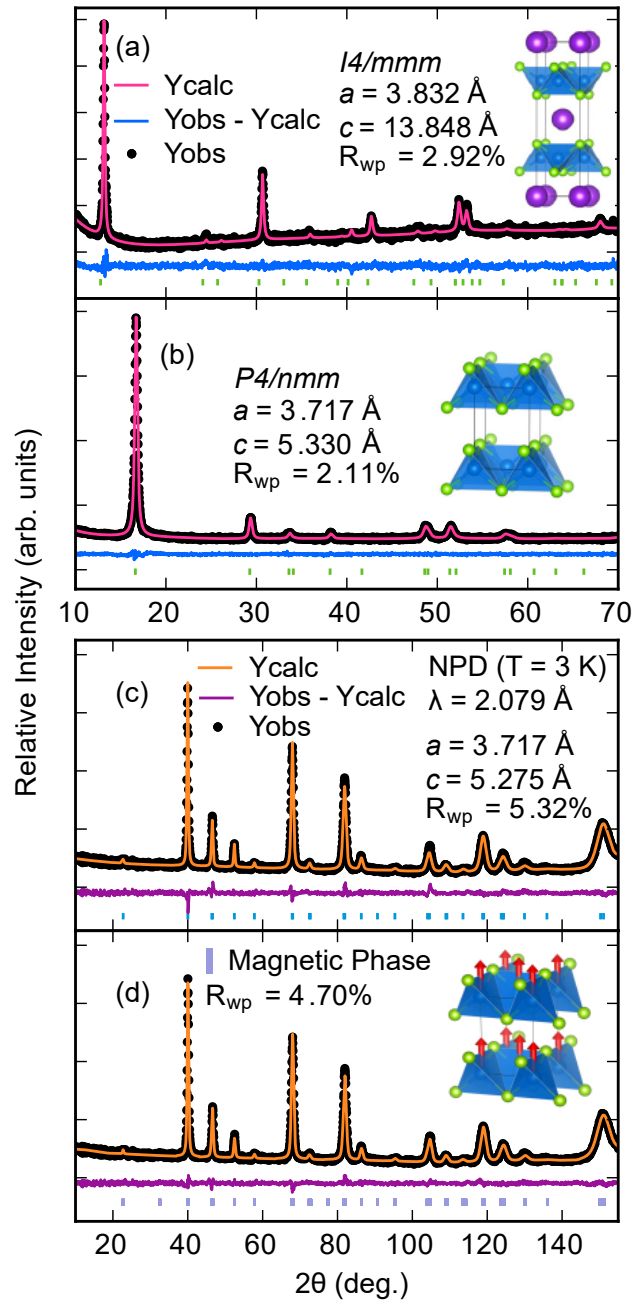 (a)
I4/mmm
Ycalc
a = 3.832 Å
Yobs - Ycalc
c = 13.848 Å
Yobs
Rwp = 2.92%
(b)
P4/nmm
a = 3.717 Å
c = 5.330 Å
Rwp = 2.11%
10 20 30 40 50 60 70
Relative Intensity (arb. units)
(c)
Ycalc
NPD (T = 3 K)
Yobs - Ycalc
λ = 2.079 Å
Yobs
a = 3.717 Å
c = 5.275 Å
Rwp = 5.32%
(d)
Magnetic Phase
Rwp = 4.70%
20 40 60 80 100 120 140
2θ (deg.)